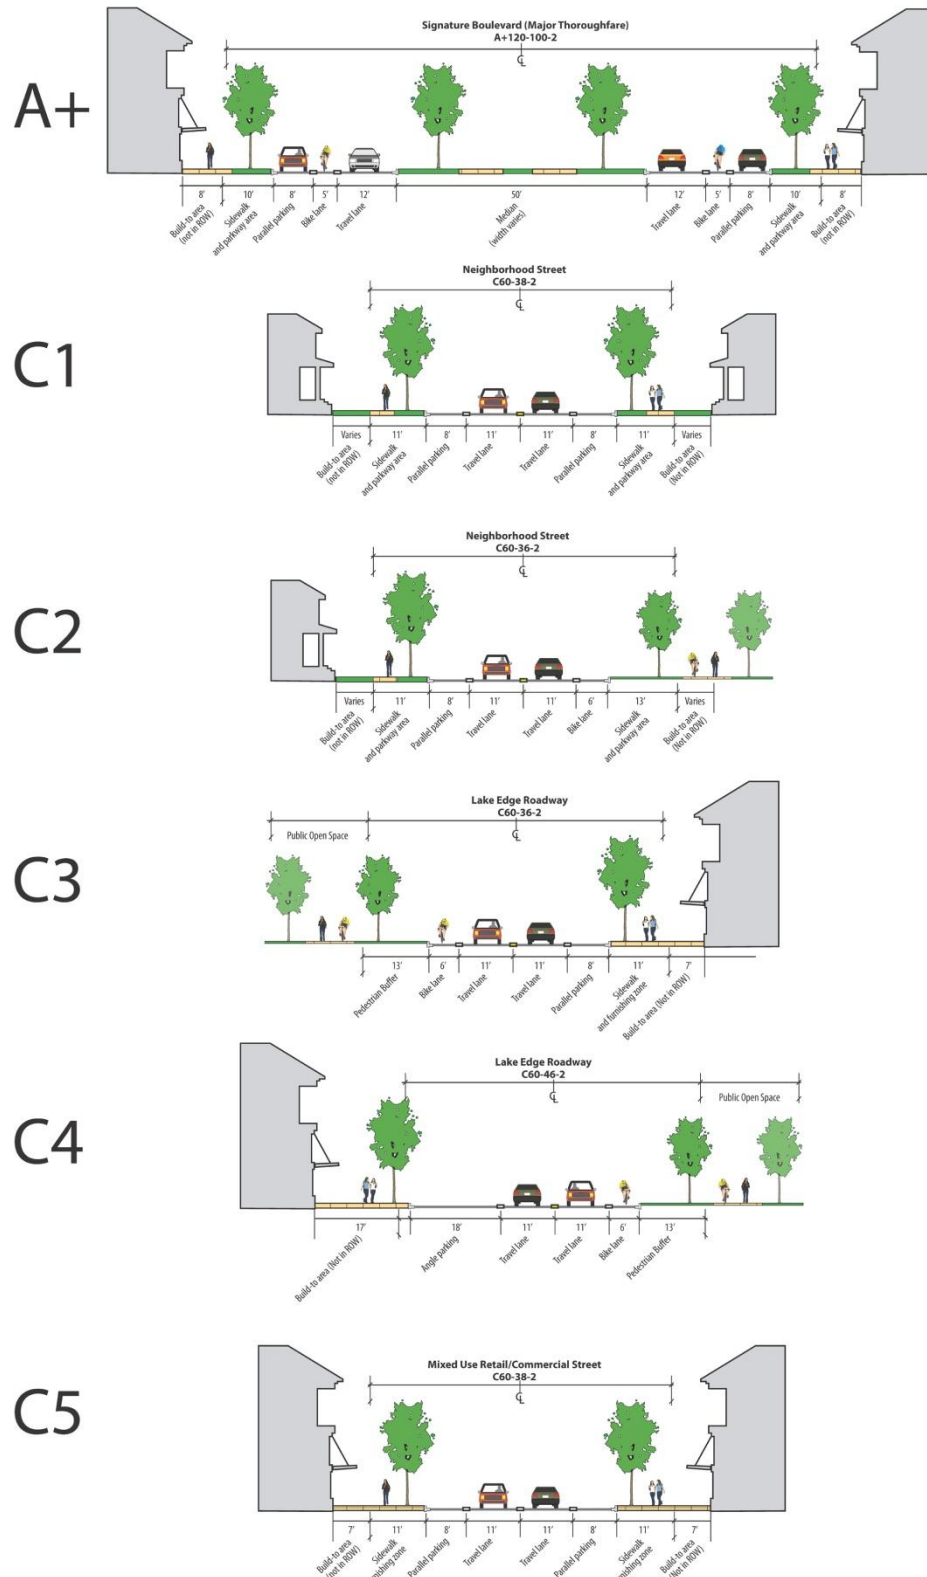 A+
Signature Boulevard (Major Thoroughfare)
A+120-100-2
℄
8'
10'
8'
5'
12'
50'
12'
5'
8'
10'
8'
Build-to area
(not in ROW)
Sidewalk
and parkway area
Parallel parking
Bike lane
Travel lane
Median
(width varies)
Travel lane
Bike lane
Parallel parking
Sidewalk
and parkway area
Build-to area
(not in ROW)
C1
Neighborhood Street
C60-38-2
℄
Varies
11'
8'
11'
11'
8'
11'
Varies
Build-to area
(not in ROW)
Sidewalk
and parkway area
Parallel parking
Travel lane
Travel lane
Parallel parking
Sidewalk
and parkway area
Build-to area
(Not in ROW)
C2
Neighborhood Street
C60-36-2
℄
Varies
11'
8'
11'
11'
6'
13'
Varies
Build-to area
(not in ROW)
Sidewalk
and parkway area
Parallel parking
Travel lane
Travel lane
Bike lane
Sidewalk
and parkway area
Build-to area
(Not in ROW)
C3
Lake Edge Roadway
C60-36-2
℄
Public Open Space
13'
6'
11'
11'
8'
11'
7'
Pedestrian Buffer
Bike lane
Travel lane
Travel lane
Parallel parking
Sidewalk
and furnishing zone
Build-to area (Not in ROW)
C4
Lake Edge Roadway
C60-46-2
℄
Public Open Space
17'
18'
11'
11'
6'
13'
Build-to area (Not in ROW)
Angle parking
Travel lane
Travel lane
Bike lane
Pedestrian Buffer
C5
Mixed Use Retail/Commercial Street
C60-38-2
℄
7'
11'
8'
11'
11'
8'
11'
7'
Build-to area
(not in ROW)
Sidewalk
nishing zone
Parallel parking
Travel lane
Travel lane
Parallel parking
Sidewalk
nishing zone
Build-to area
(Not in ROW)